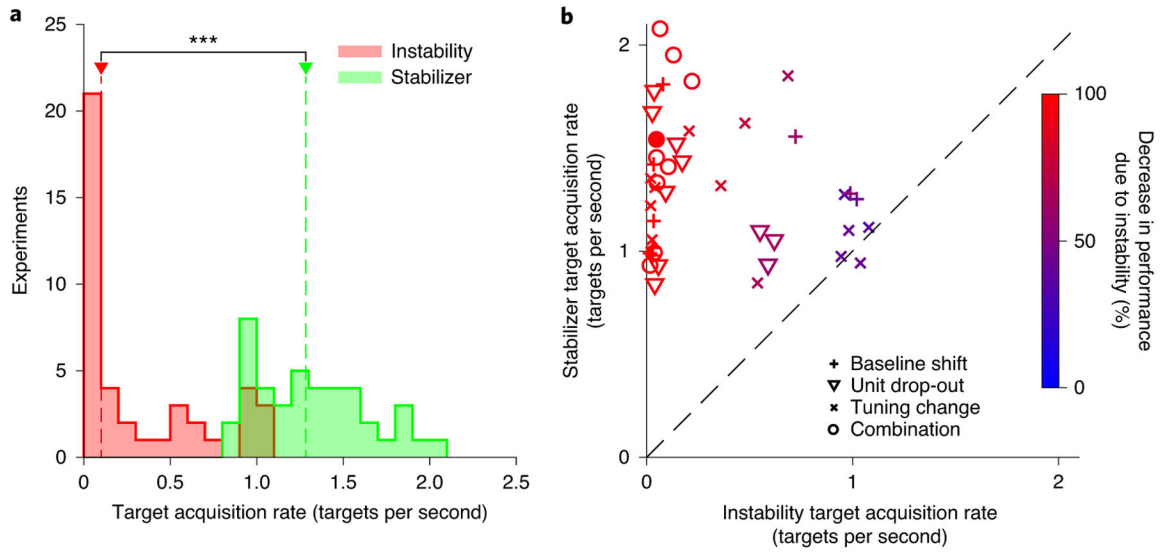 a
25
20
15
10
5
0
Experiments
***
Instability
Stabilizer
0
0.5
1.0
1.5
2.0
2.5
Target acquisition rate (targets per second)
b
2
1
0
Stabilizer target acquisition rate
(targets per second)
Baseline shift
Unit drop-out
Tuning change
Combination
0
1
2
Instability target acquisition rate
(targets per second)
100
50
0
Decrease in performance
due to instability (%)